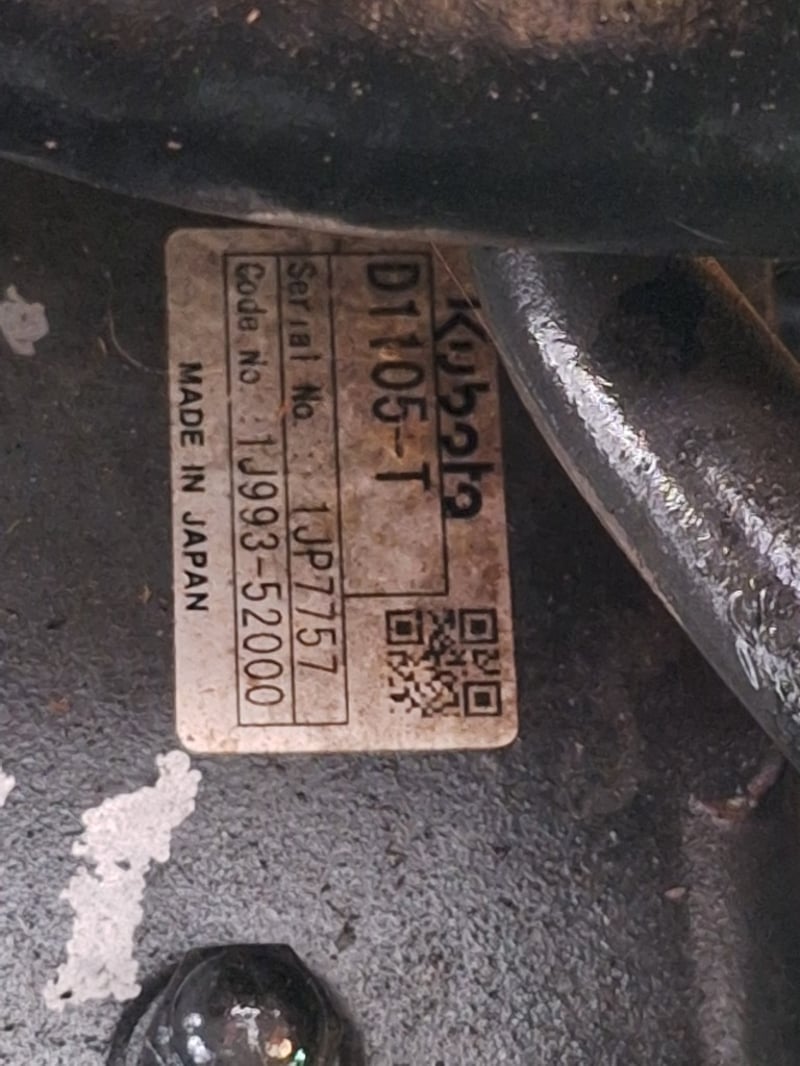 Kubota
D1105-T
Serial No. : 1JP7757
Code No. : 1J993-52000
MADE IN JAPAN